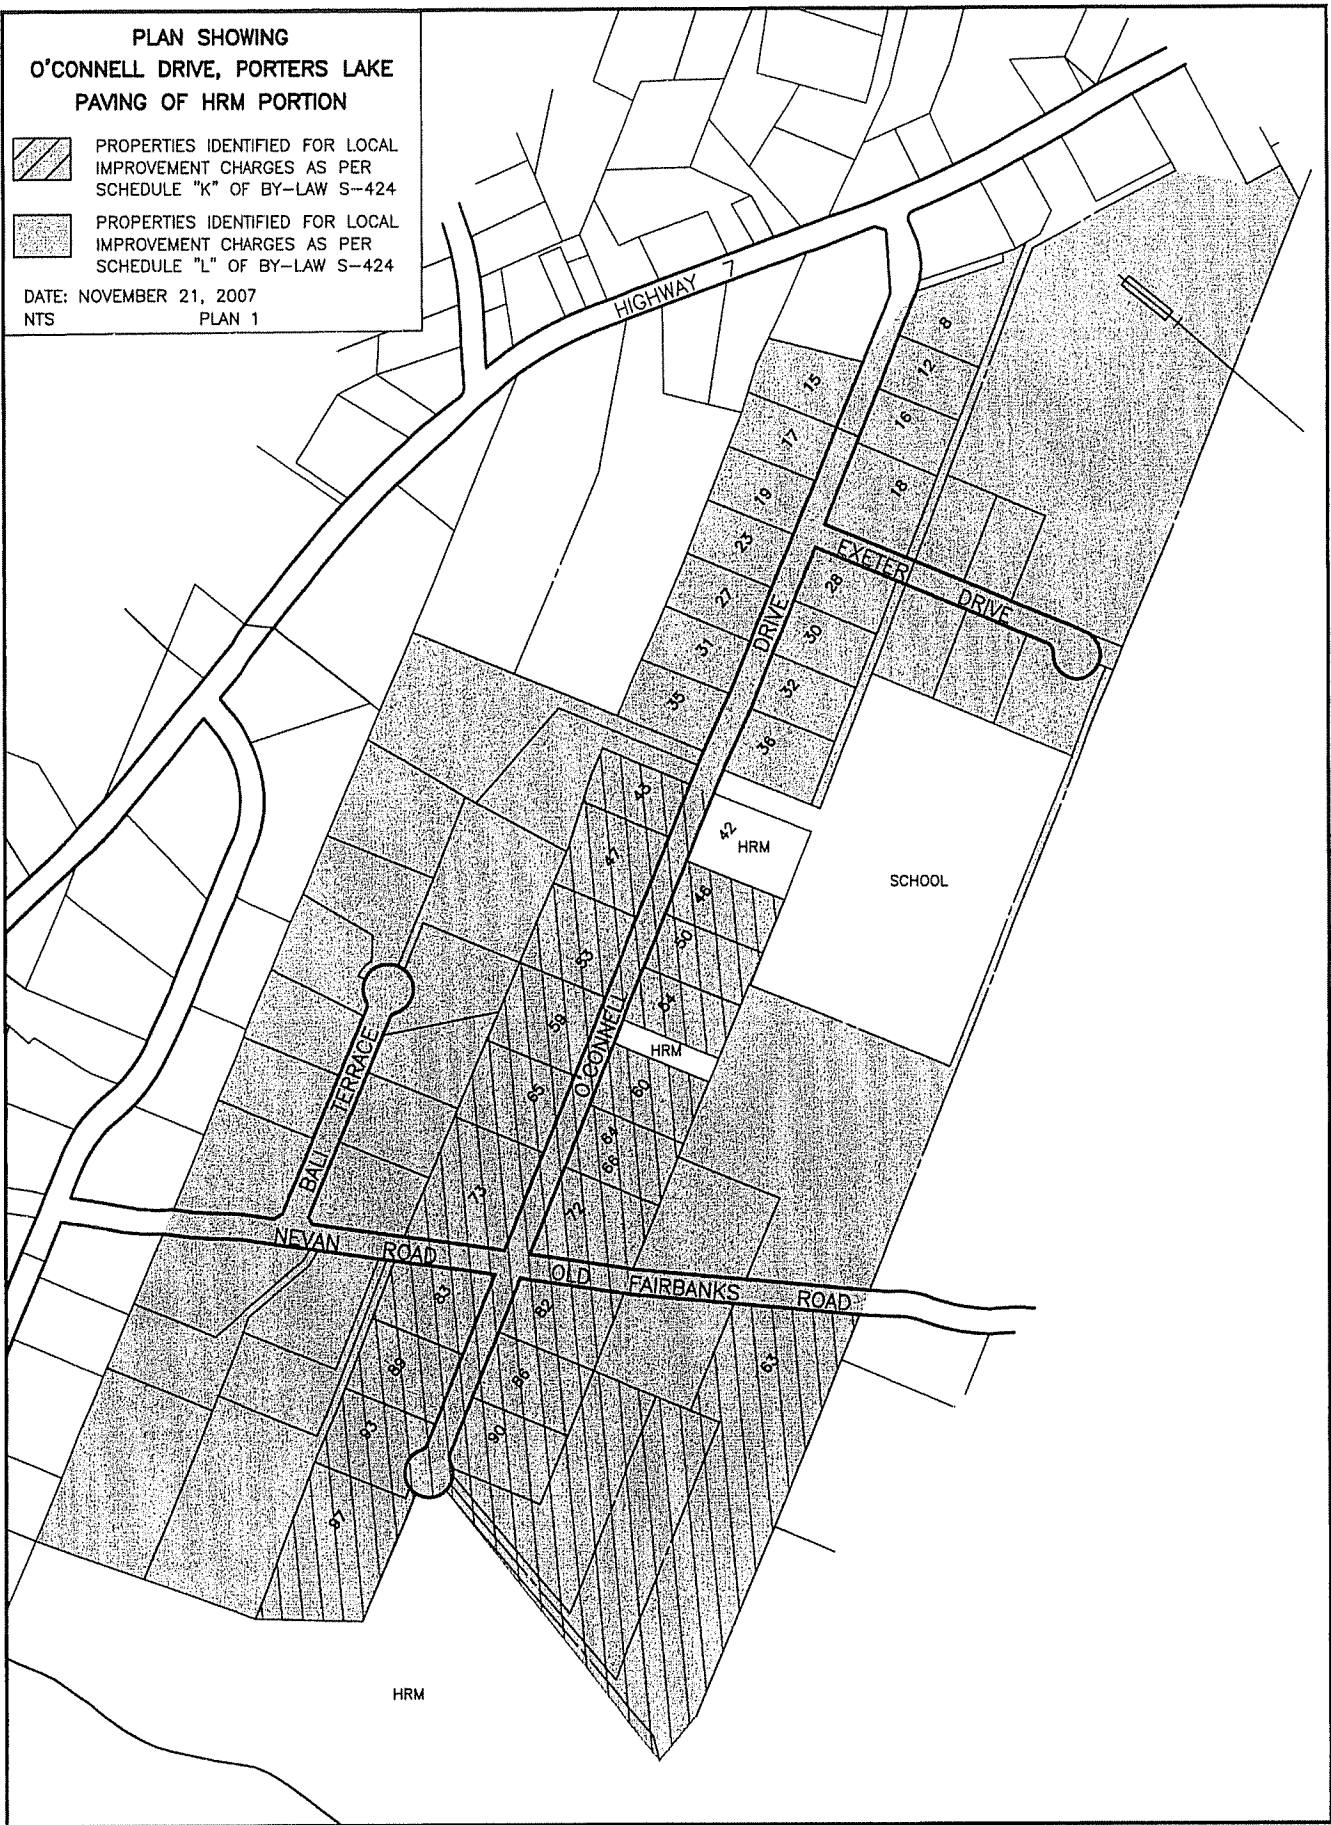 PLAN SHOWING
O'CONNELL DRIVE, PORTERS LAKE
PAVING OF HRM PORTION
PROPERTIES IDENTIFIED FOR LOCAL
IMPROVEMENT CHARGES AS PER
SCHEDULE "K" OF BY-LAW S-424
PROPERTIES IDENTIFIED FOR LOCAL
IMPROVEMENT CHARGES AS PER
SCHEDULE "L" OF BY-LAW S-424
DATE: NOVEMBER 21, 2007
NTS PLAN 1
HIGHWAY 7
8
12
15
16
17
18
19
23
EXETER DRIVE
27
28
30
31
32
35
36
O'CONNELL DRIVE
43
42
HRM
47
46
SCHOOL
50
53
54
59
HRM
60
65
64
66
BALI TERRACE
73
72
NEVAN ROAD
OLD FAIRBANKS ROAD
83
82
63
89
86
93
90
97
HRM